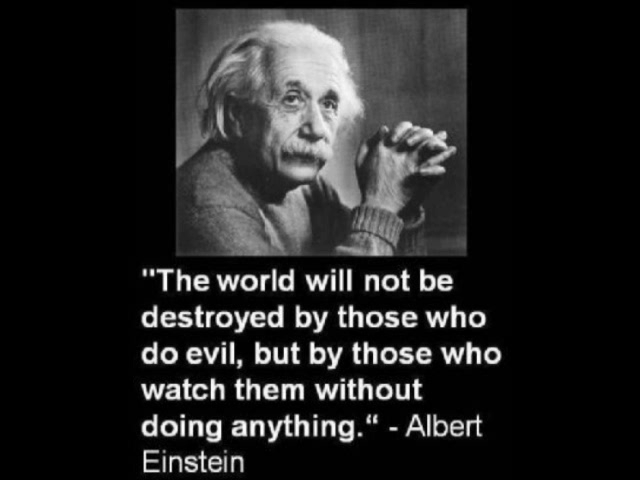 "The world will not be
destroyed by those who
do evil, but by those who
watch them without
doing anything.“ - Albert
Einstein